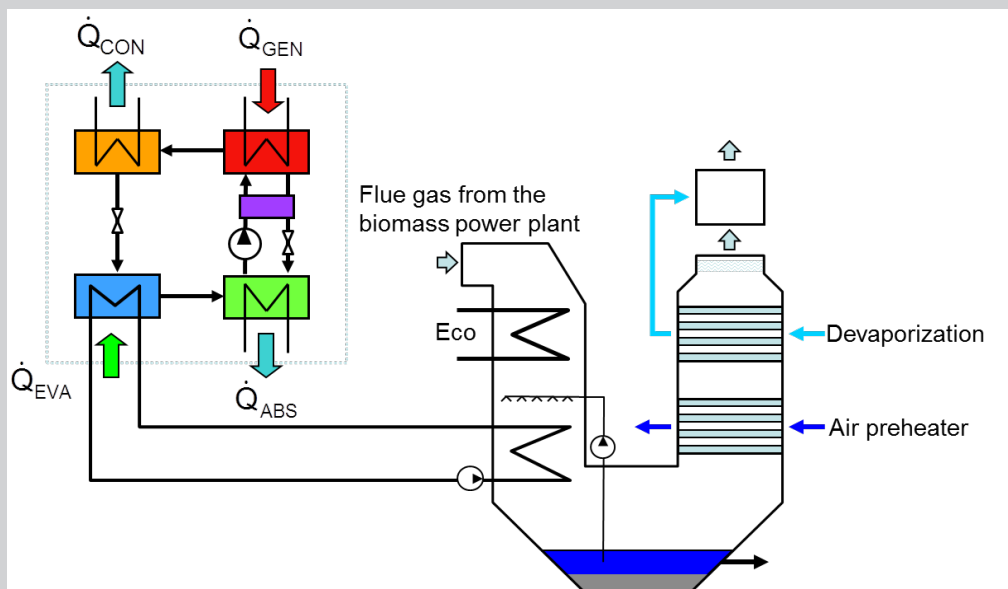 Q̇CON
Q̇GEN
Flue gas from the
biomass power plant
Eco
Devaporization
Q̇EVA
Q̇ABS
Air preheater